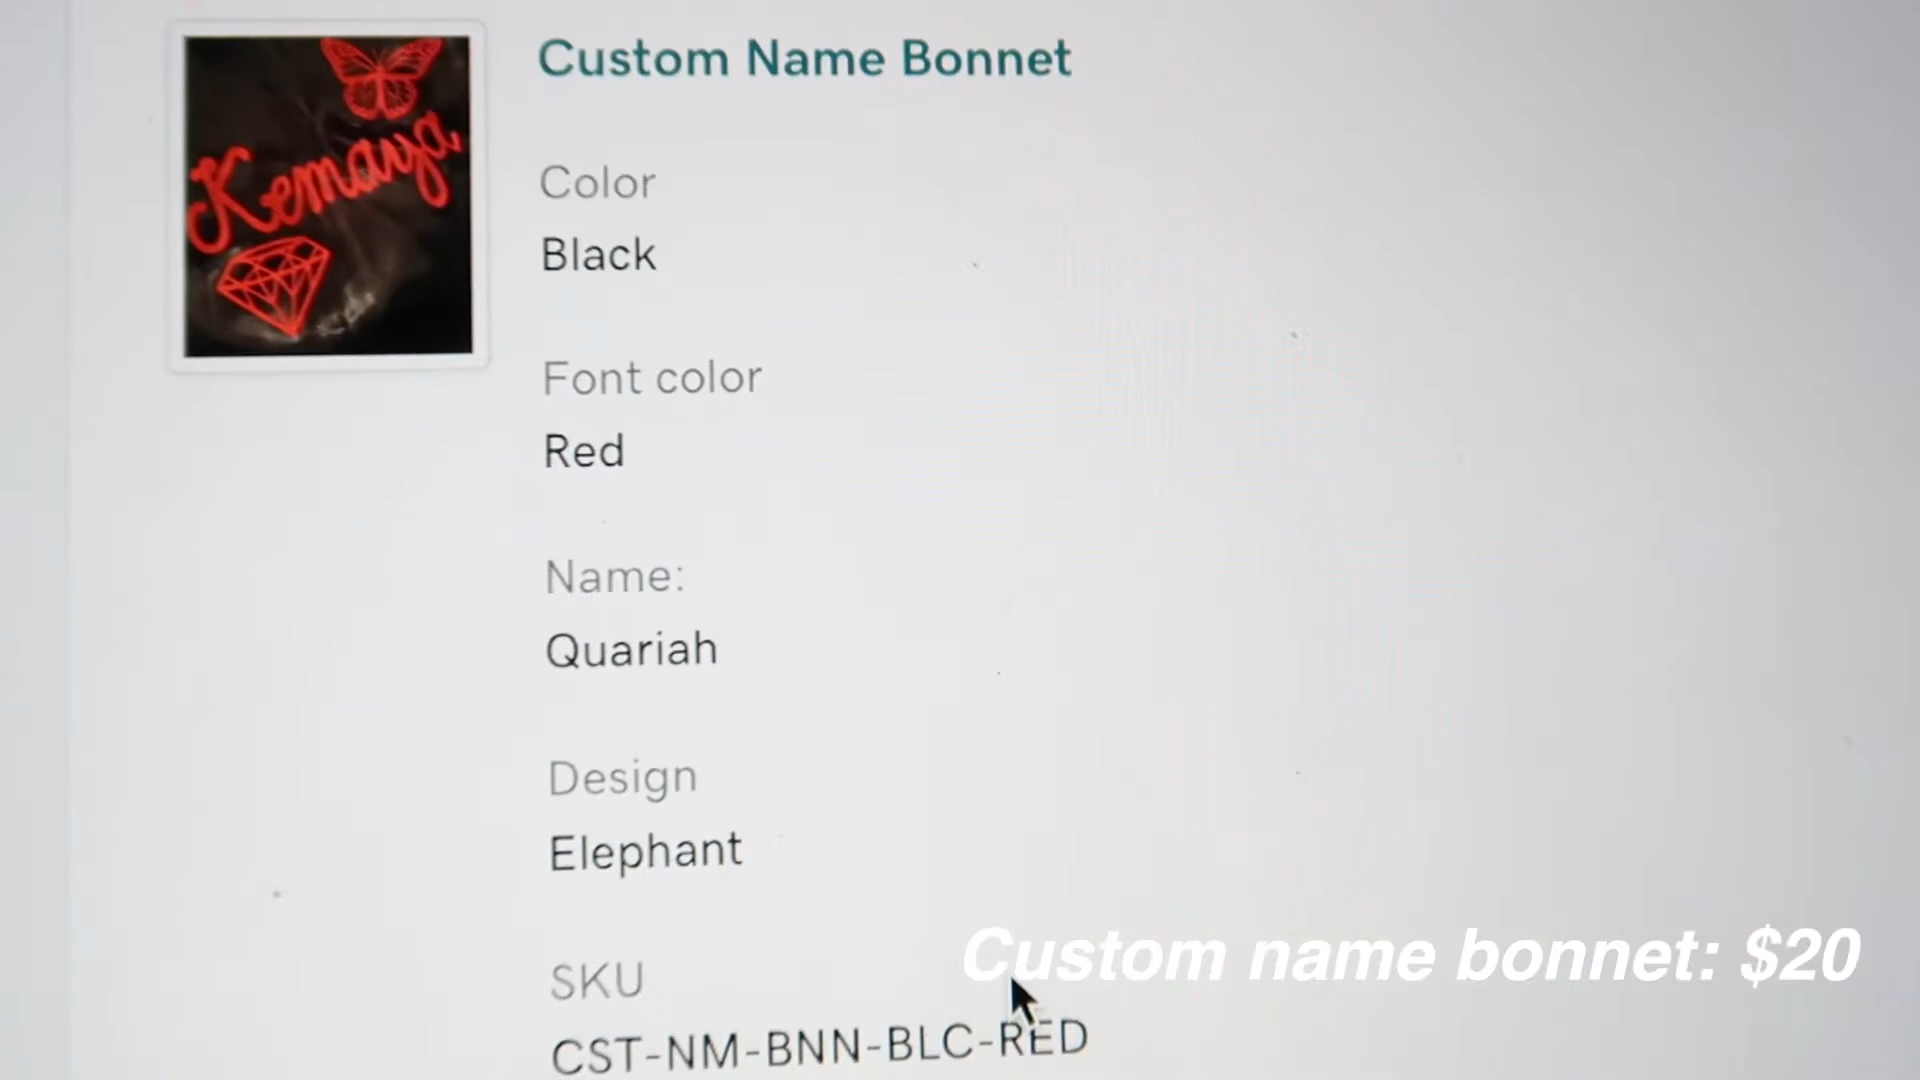 Kemaya
Custom Name Bonnet
Color
Black
Font color
Red
Name:
Quariah
Design
Elephant
SKU
CST-NM-BNN-BLC-RED
Custom name bonnet: $20